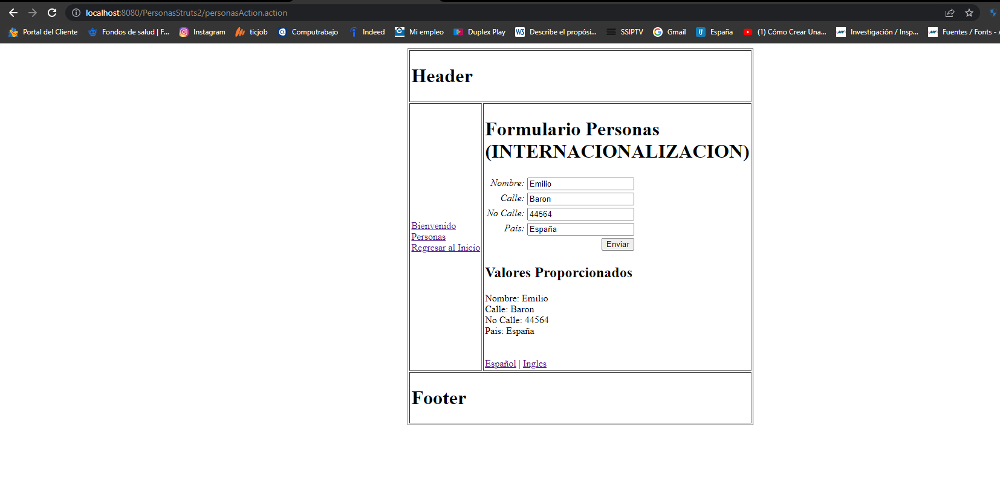 localhost:8080/PersonasStruts2/personasAction.action
Portal del Cliente Fondos de salud | F... Instagram ticjob Computrabajo Indeed Mi empleo Duplex Play Describe el propósi... SSIPTV Gmail España (1) Cómo Crear Una... Investigación / Insp... Fuentes / Fonts -
Header
Bienvenido
Personas
Regresar al Inicio
Formulario Personas
(INTERNACIONALIZACION)
Nombre: Emilio
Calle: Baron
No Calle: 44564
Pais: España
Enviar
Valores Proporcionados
Nombre: Emilio
Calle: Baron
No Calle: 44564
Pais: España
Español | Ingles
Footer